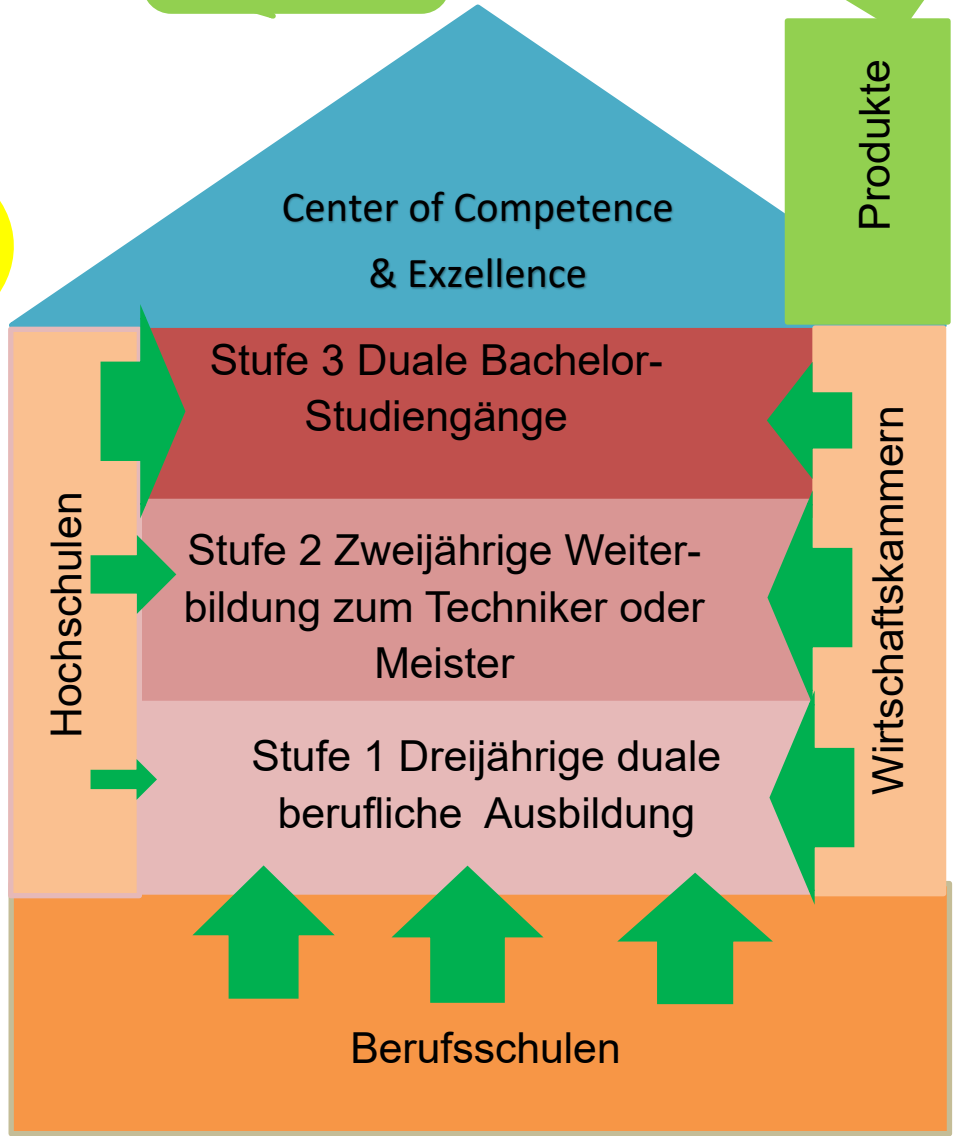 Produkte
Center of Competence
& Exzellence
Stufe 3 Duale Bachelor-
Studiengänge
Hochschulen
Stufe 2 Zweijährige Weiter-
bildung zum Techniker oder
Meister
Wirtschaftskammern
Stufe 1 Dreijährige duale
berufliche  Ausbildung
Berufsschulen